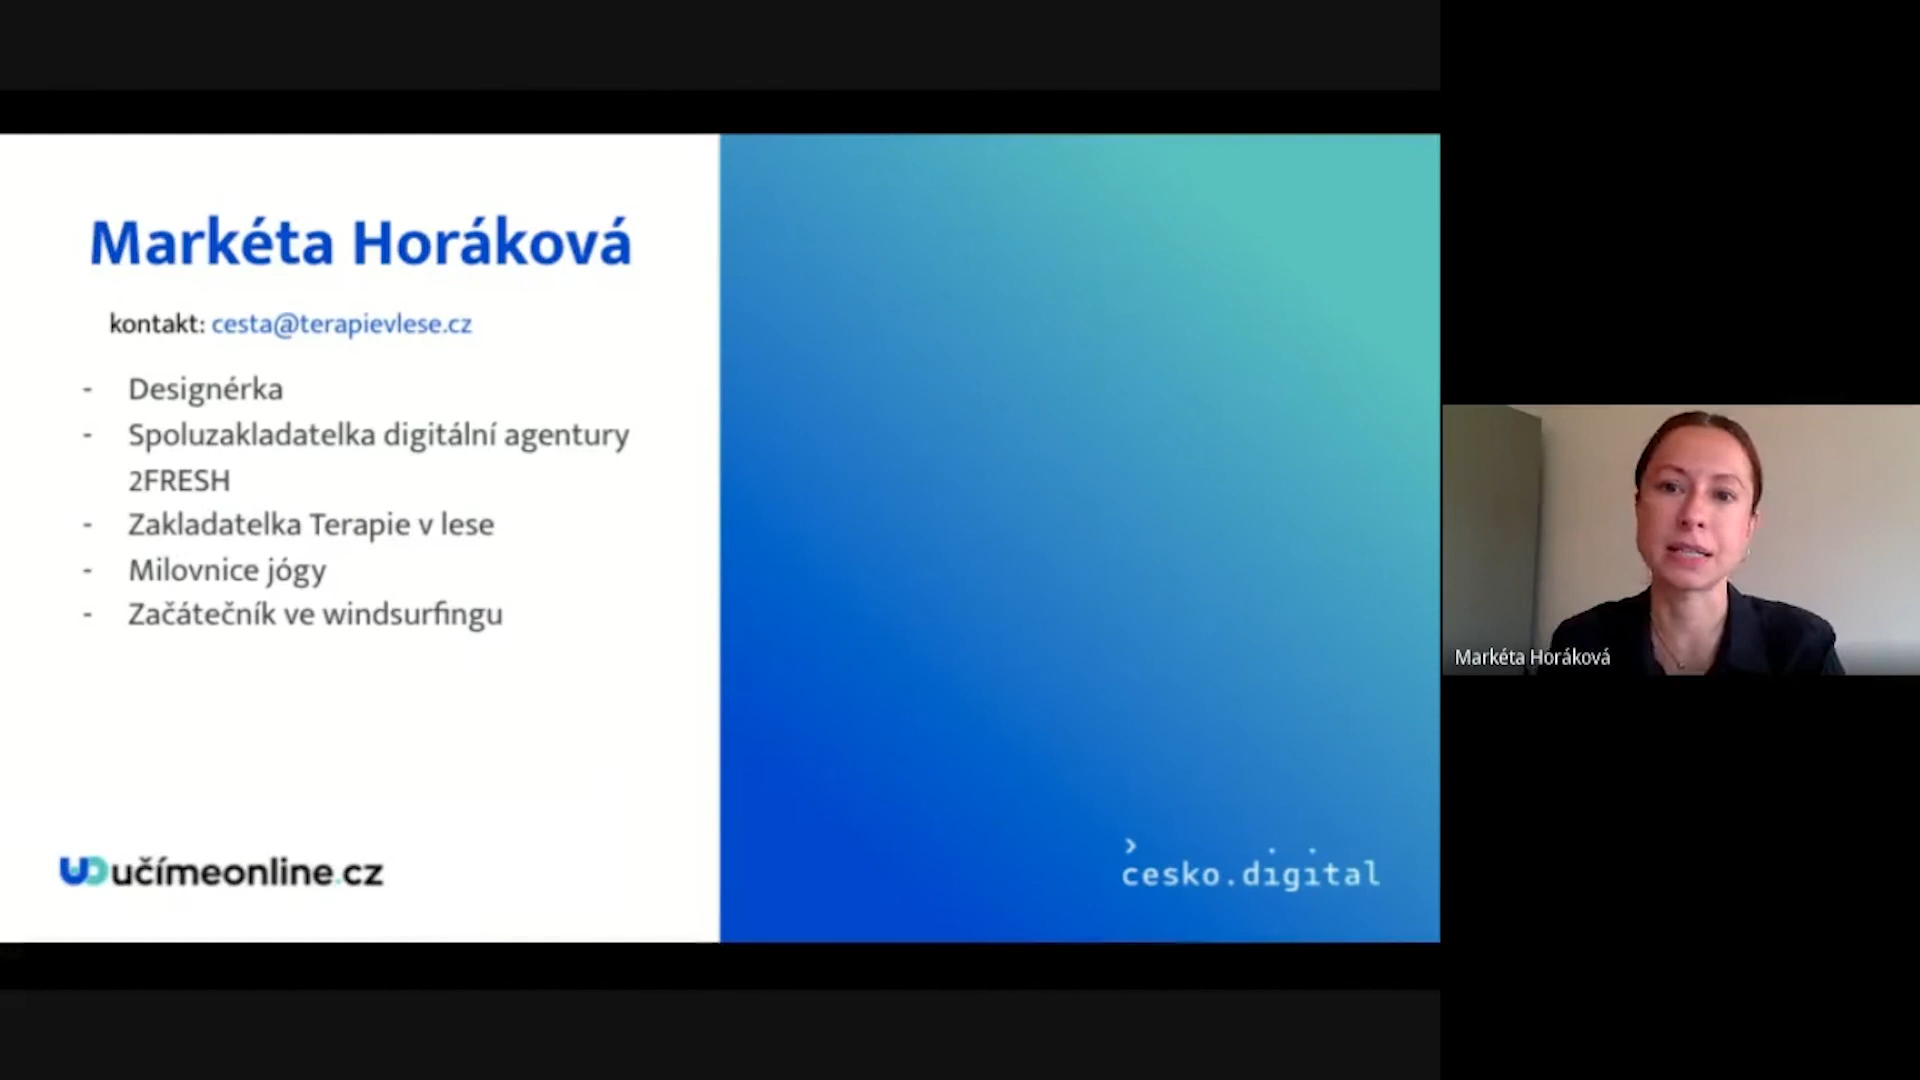 Markéta Horáková
kontakt: cesta@terapievlese.cz
- Designérka
- Spoluzakladatelka digitální agentury
2FRESH
- Zakladatelka Terapie v lese
- Milovnice jógy
- Začátečník ve windsurfingu
učímeonline.cz
cesko.digital
Markéta Horáková